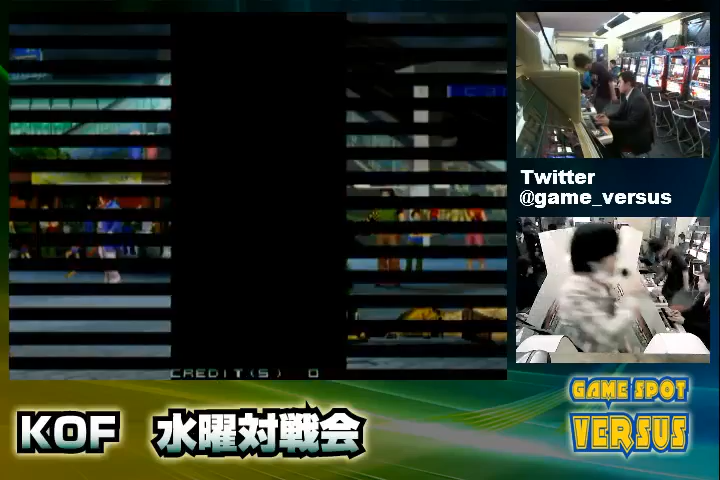 Twitter
@game_versus
CREDIT(S) 0
KOF 水曜対戦会
GAME SPOT
VERSUS